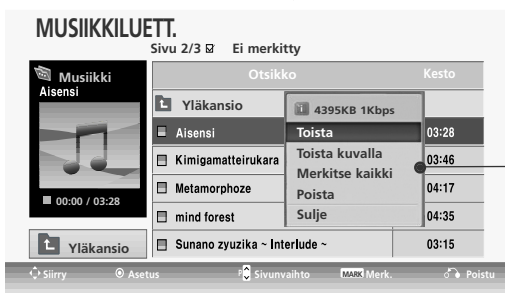 MUSIIKKILUETT.
Sivu 2/3 Ei merkitty
Musiikki
Aisensi
00:00 / 03:28
Yläkansio
Otsikko Kesto
Yläkansio
Aisensi 03:28
Kimigamatteirukara 03:46
Metamorphoze 04:17
mind forest 04:35
Sunano zyuzika ~ Interlude ~ 03:15
4395KB 1Kbps
Toista
Toista kuvalla
Merkitse kaikki
Poista
Sulje
Siirry Asetus P Sivunvaihto MARK Merk. Poistu